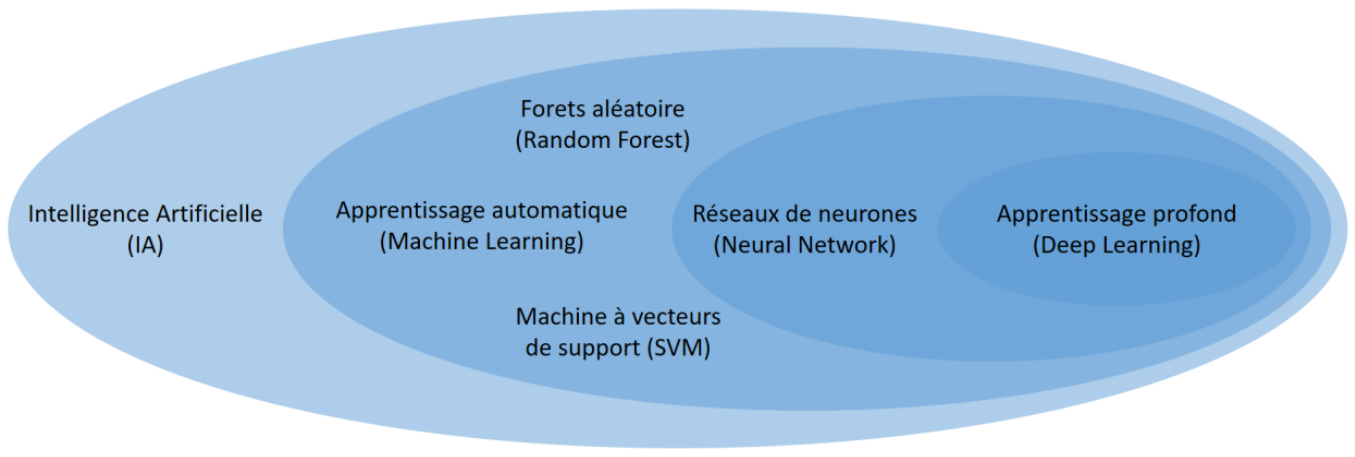 Forets aléatoire
(Random Forest)
Intelligence Artificielle
(IA)
Apprentissage automatique
(Machine Learning)
Réseaux de neurones
(Neural Network)
Apprentissage profond
(Deep Learning)
Machine à vecteurs
de support (SVM)